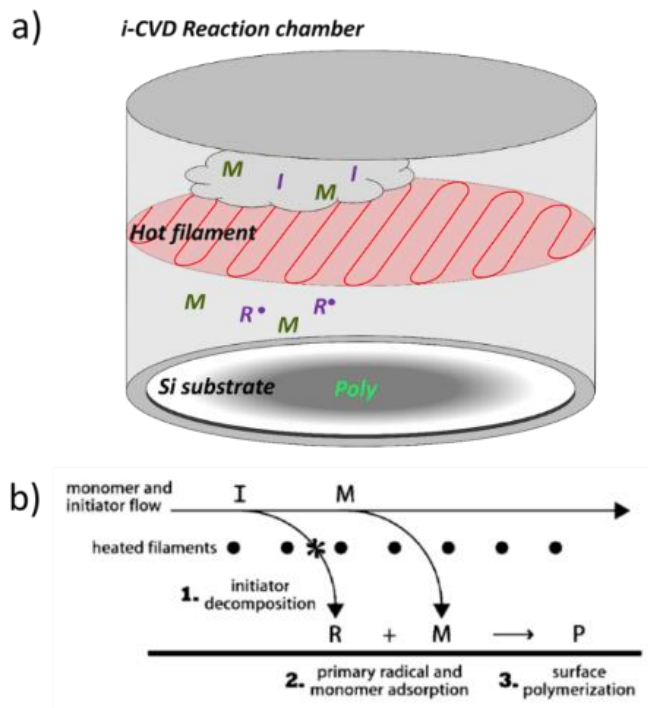 a)
i-CVD Reaction chamber
M I M I
Hot filament
M R• M R•
Si substrate
Poly
b)
monomer and
initiator flow
I M
heated filaments
*
1. initiator
decomposition
R + M → P
2. primary radical and
monomer adsorption
3. surface
polymerization